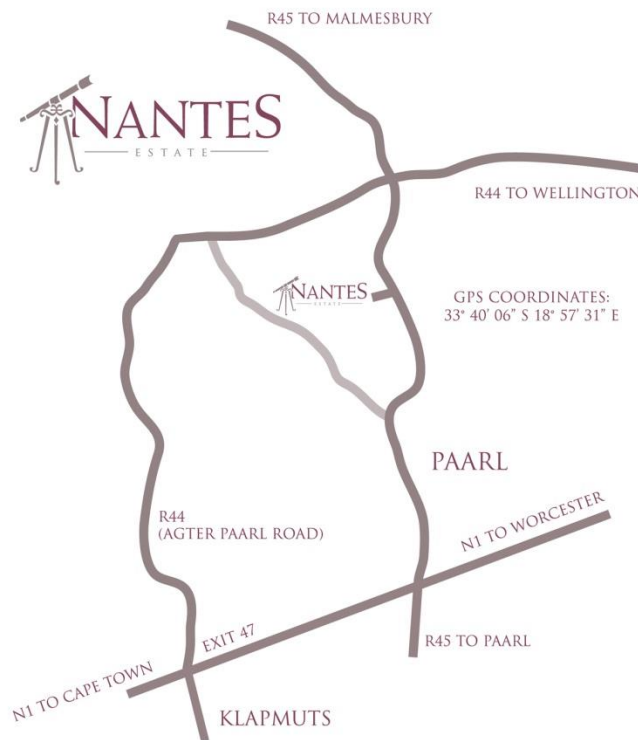 R45 TO MALMESBURY
NANTES
ESTATE
R44 TO WELLINGTON
NANTES
ESTATE
GPS COORDINATES:
33° 40' 06" S 18° 57' 31" E
PAARL
R44
(AGTER PAARL ROAD)
N1 TO WORCESTER
EXIT 47
R45 TO PAARL
N1 TO CAPE TOWN
KLAPMUTS